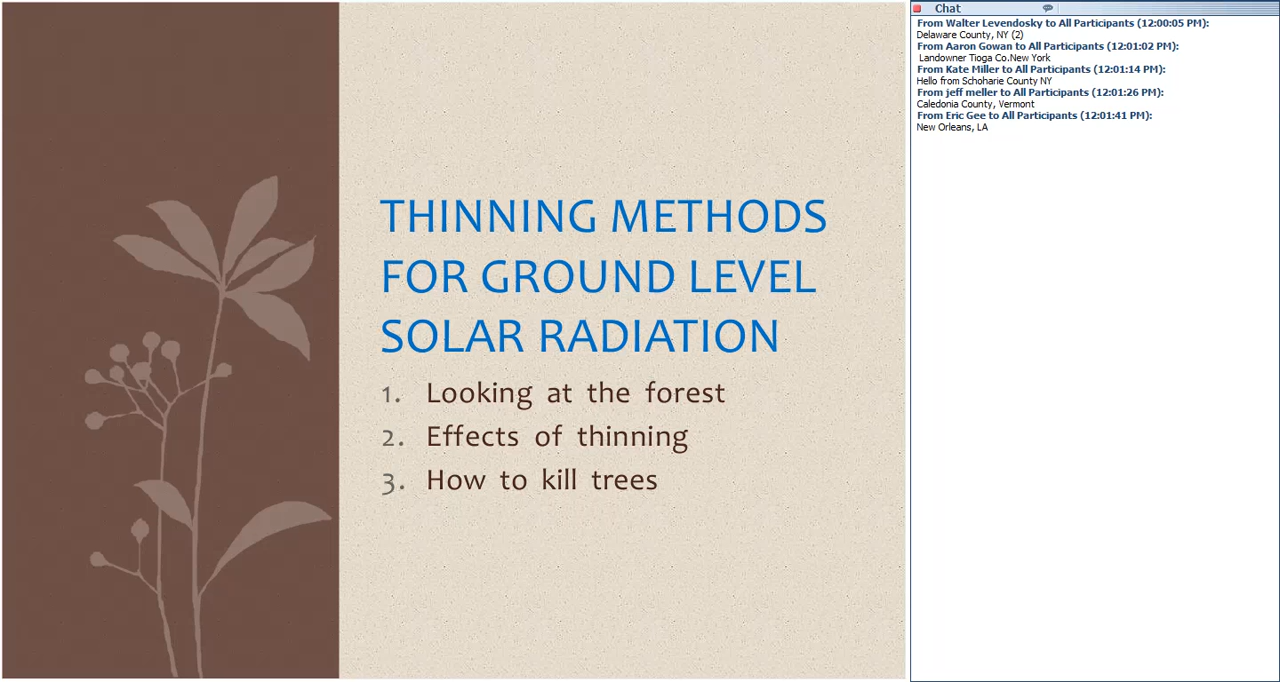 THINNING METHODS
FOR GROUND LEVEL
SOLAR RADIATION
1. Looking at the forest
2. Effects of thinning
3. How to kill trees
Chat
From Walter Levendosky to All Participants (12:00:05 PM):
Delaware County, NY (2)
From Aaron Gowan to All Participants (12:01:02 PM):
Landowner Tioga Co.New York
From Kate Miller to All Participants (12:01:14 PM):
Hello from Schoharie County NY
From jeff meller to All Participants (12:01:26 PM):
Caledonia County, Vermont
From Eric Gee to All Participants (12:01:41 PM):
New Orleans, LA